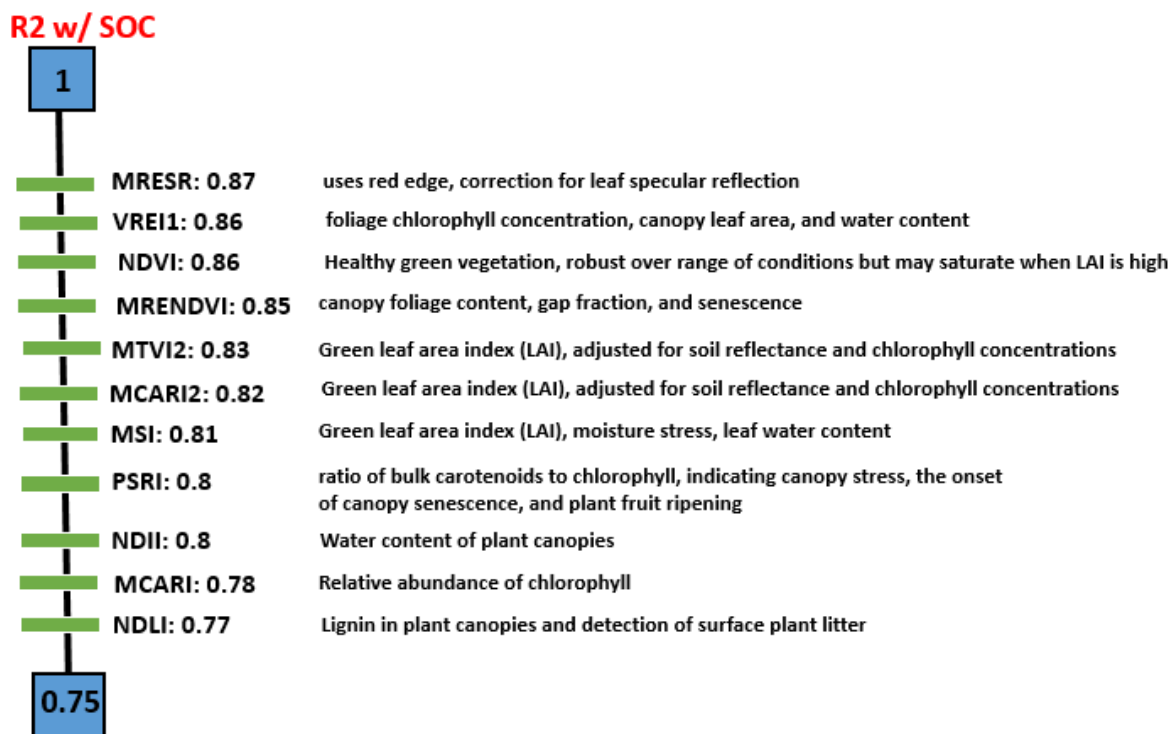 R2 w/ SOC
1
MRESR: 0.87 uses red edge, correction for leaf specular reflection
VREI1: 0.86 foliage chlorophyll concentration, canopy leaf area, and water content
NDVI: 0.86 Healthy green vegetation, robust over range of conditions but may saturate when LAI is high
MRENDVI: 0.85 canopy foliage content, gap fraction, and senescence
MTVI2: 0.83 Green leaf area index (LAI), adjusted for soil reflectance and chlorophyll concentrations
MCARI2: 0.82 Green leaf area index (LAI), adjusted for soil reflectance and chlorophyll concentrations
MSI: 0.81 Green leaf area index (LAI), moisture stress, leaf water content
PSRI: 0.8 ratio of bulk carotenoids to chlorophyll, indicating canopy stress, the onset
of canopy senescence, and plant fruit ripening
NDII: 0.8 Water content of plant canopies
MCARI: 0.78 Relative abundance of chlorophyll
NDLI: 0.77 Lignin in plant canopies and detection of surface plant litter
0.75